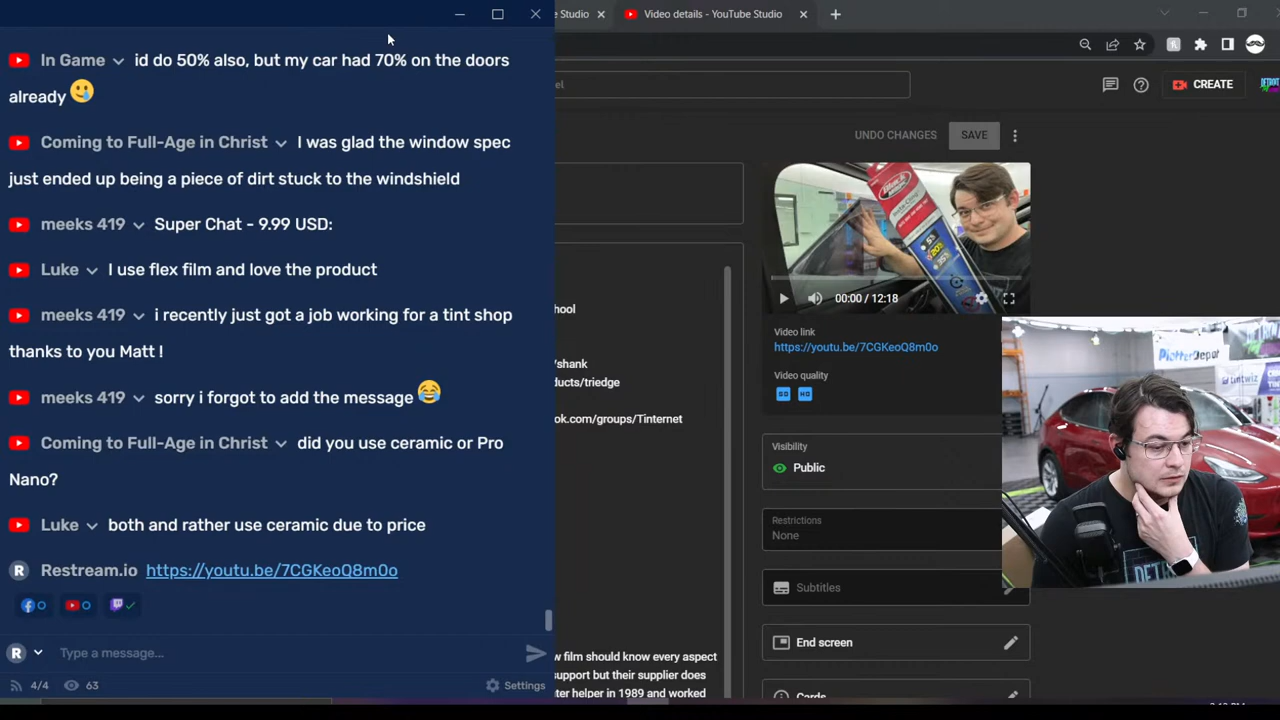 In Game id do 50% also, but my car had 70% on the doors
already
Coming to Full-Age in Christ I was glad the window spec
just ended up being a piece of dirt stuck to the windshield
meeks 419 Super Chat - 9.99 USD:
Luke I use flex film and love the product
meeks 419 i recently just got a job working for a tint shop
thanks to you Matt !
meeks 419 sorry i forgot to add the message
Coming to Full-Age in Christ did you use ceramic or Pro
Nano?
Luke both and rather use ceramic due to price
R Restream.io https://youtu.be/7CGKeoQ8m0o
0 0
R Type a message...
4/4 63 Settings
Studio Video details - YouTube Studio
CREATE
UNDO CHANGES SAVE
5%
20%
35%
00:00 / 12:18
Video link
https://youtu.be/7CGKeoQ8m0o
Video quality
SD HD
Visibility
Public
Restrictions
None
Subtitles
End screen
Cards
/shank
ducts/triedge
ok.com/groups/Tinternet
film should know every aspect
support but their supplier does
helper in 1989 and worked
PlotterDepot
tintwiz